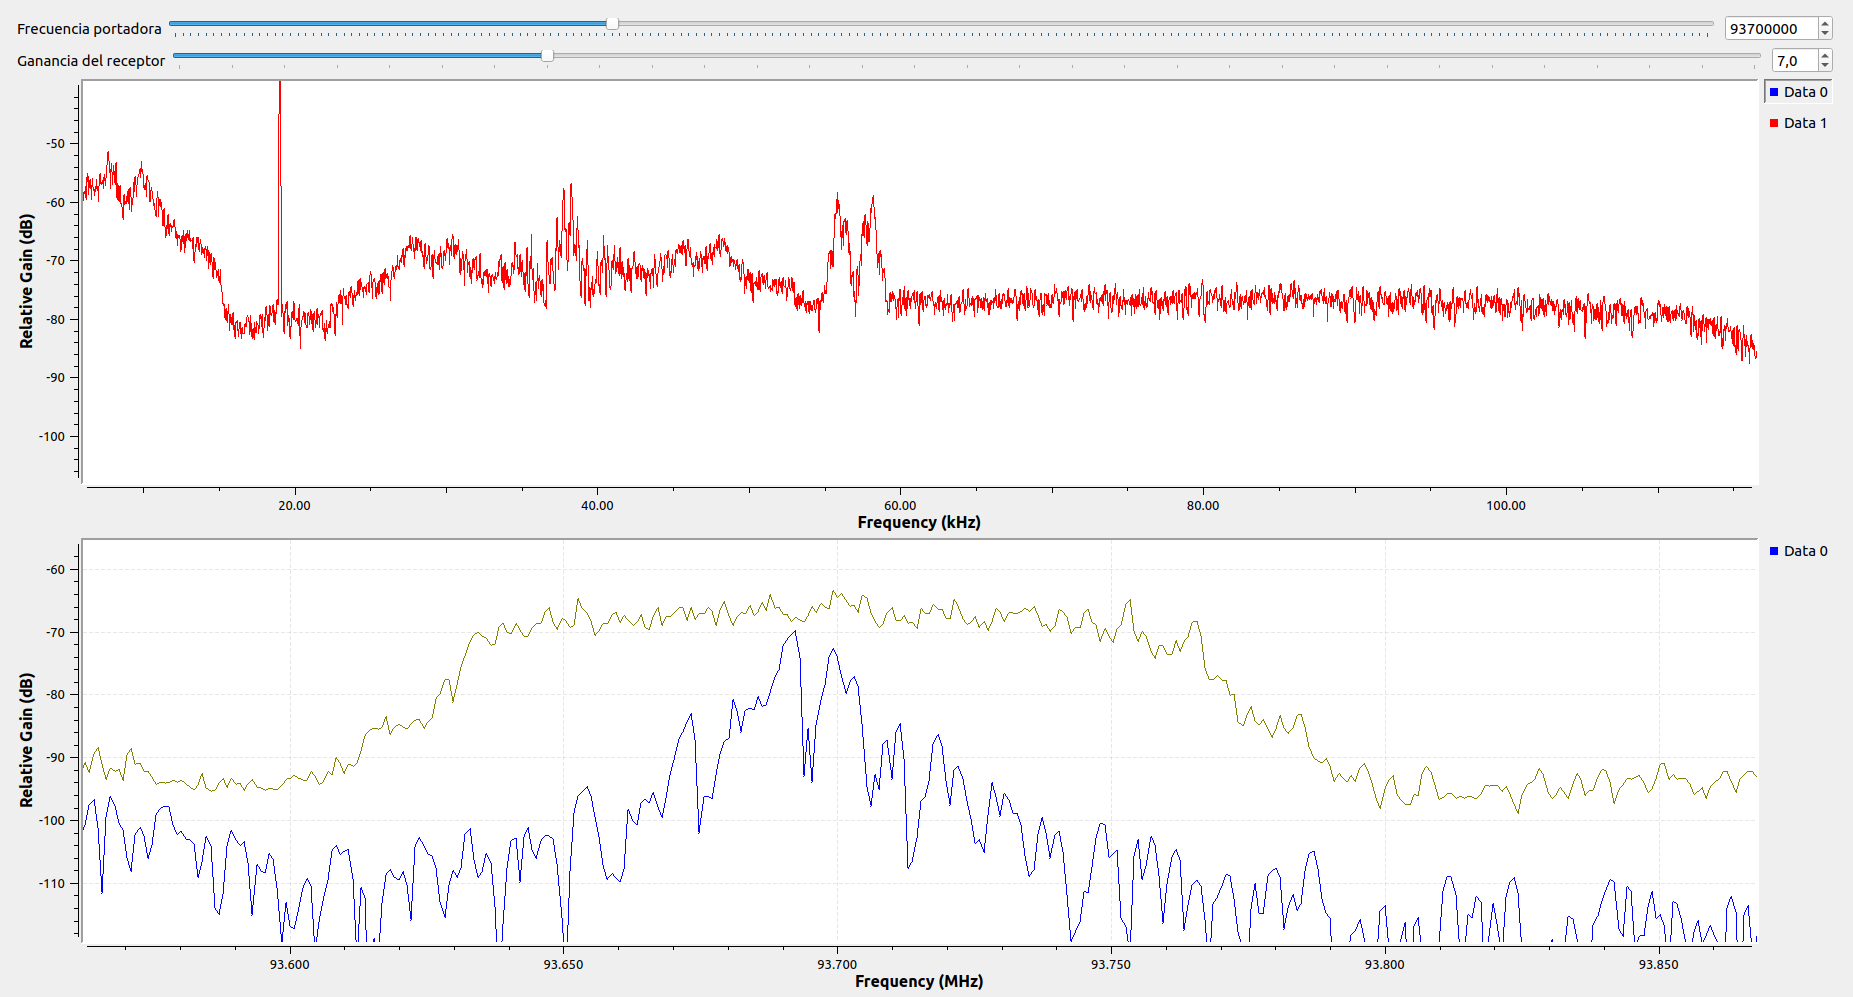 Frecuencia portadora
93700000
Ganancia del receptor
7,0
Data 0
Data 1
Relative Gain (dB)
-50
-60
-70
-80
-90
-100
20.00
40.00
60.00
80.00
100.00
Frequency (kHz)
Data 0
Relative Gain (dB)
-60
-70
-80
-90
-100
-110
93.600
93.650
93.700
93.750
93.800
93.850
Frequency (MHz)